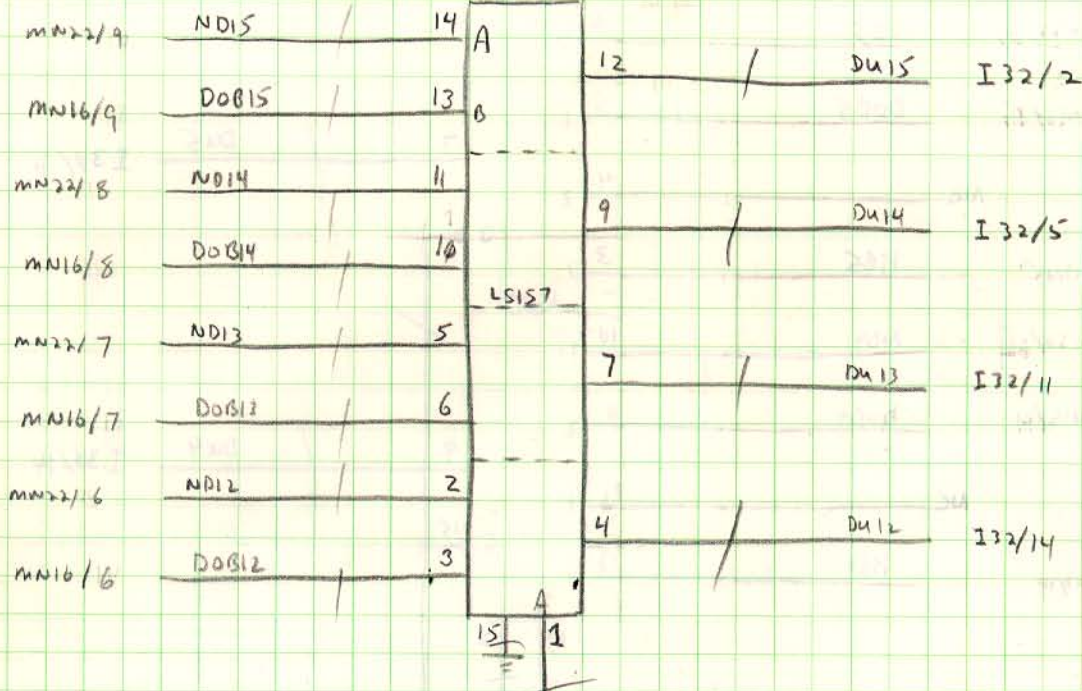 MN22/9 ND15 14 A
12 DU15 I32/2
MN16/9 DOB15 13 B
MN22/8 ND14 11
9 DU14 I32/5
MN16/8 DOB14 10
LS157
MN22/7 ND13 5
7 DU13 I32/11
MN16/7 DOB13 6
MN22/6 ND12 2
4 DU12 I32/14
MN16/6 DOB12 3
A
15 1